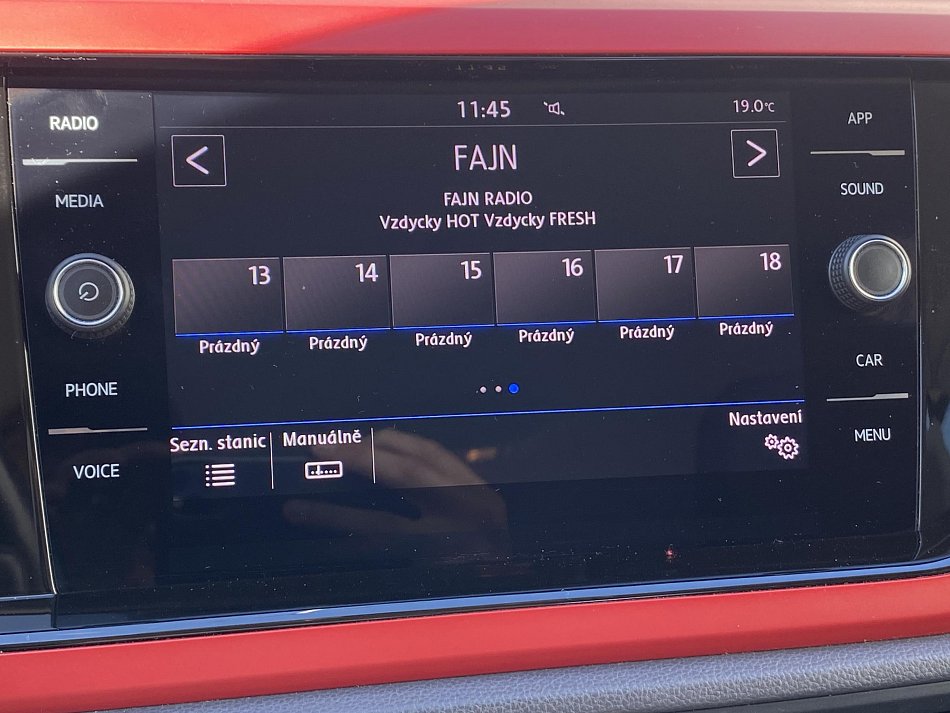 RADIO
MEDIA
PHONE
VOICE
11:45
19.0°C
FAJN
FAJN RADIO
Vzdycky HOT Vzdycky FRESH
13 14 15 16 17 18
Prázdný Prázdný Prázdný Prázdný Prázdný Prázdný
Sezn. stanic Manuálně Nastavení
APP
SOUND
CAR
MENU